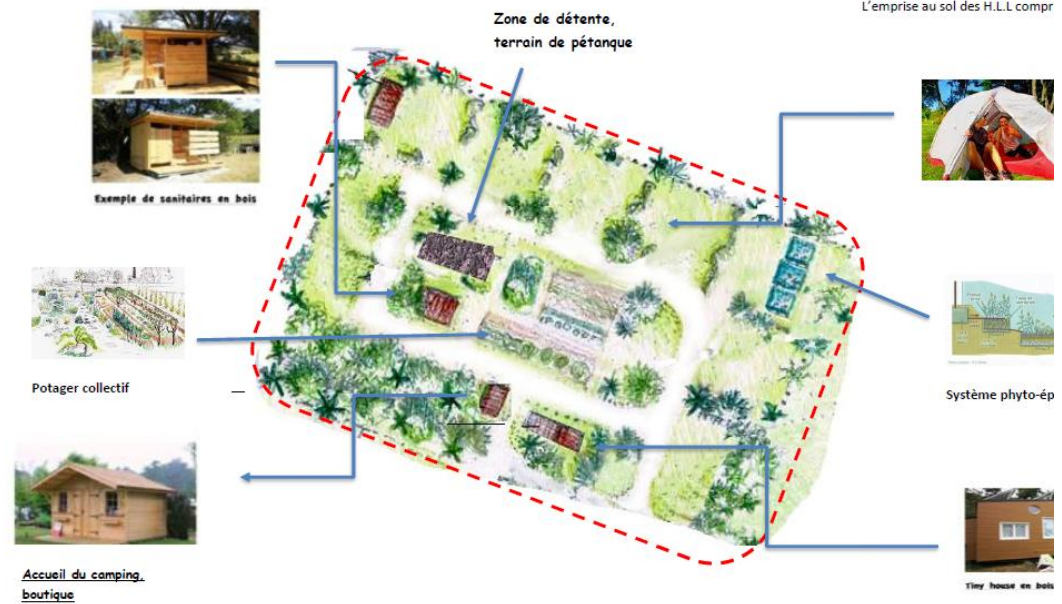 L'emprise au sol des H.L.L compr
Zone de détente,
terrain de pétanque
Exemple de sanitaires en bois
Potager collectif
Système phyto-ép
Accueil du camping,
boutique
Tiny house en bois